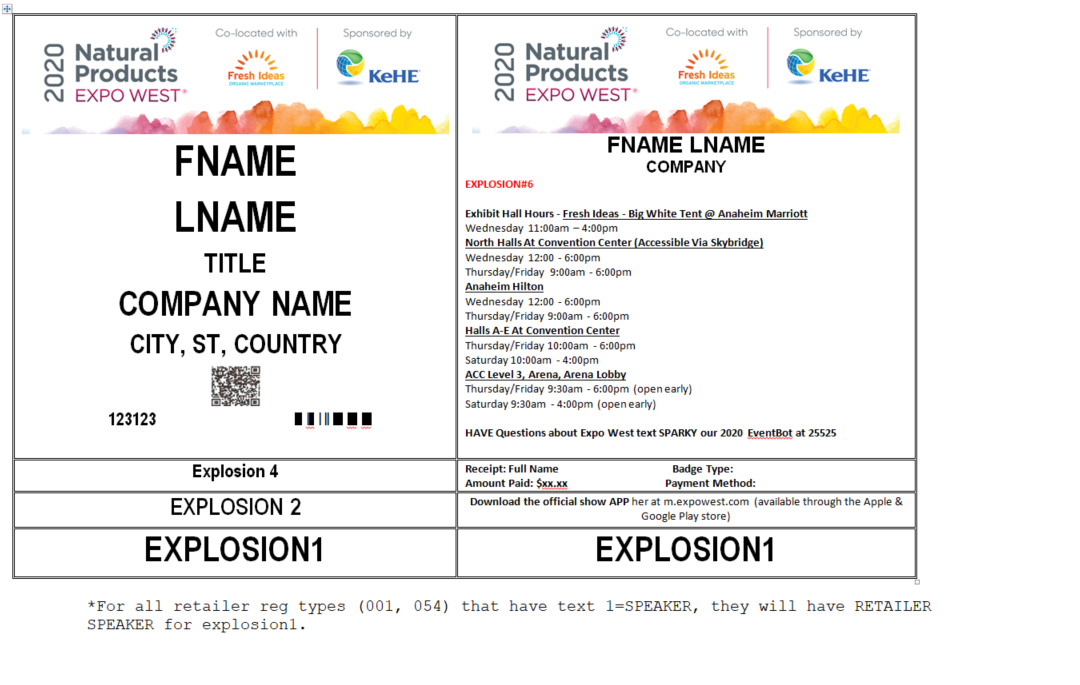 2020
Natural
Products
EXPO WEST®
Co-located with
Fresh Ideas
ORGANIC MARKETPLACE
Sponsored by
KeHE
FNAME
LNAME
TITLE
COMPANY NAME
CITY, ST, COUNTRY
123123
Explosion 4
EXPLOSION 2
EXPLOSION1
2020
Natural
Products
EXPO WEST®
Co-located with
Fresh Ideas
ORGANIC MARKETPLACE
Sponsored by
KeHE
FNAME LNAME
COMPANY
EXPLOSION#6
Exhibit Hall Hours - Fresh Ideas - Big White Tent @ Anaheim Marriott
Wednesday 11:00am – 4:00pm
North Halls At Convention Center (Accessible Via Skybridge)
Wednesday 12:00 - 6:00pm
Thursday/Friday 9:00am - 6:00pm
Anaheim Hilton
Wednesday 12:00 - 6:00pm
Thursday/Friday 9:00am - 6:00pm
Halls A-E At Convention Center
Thursday/Friday 10:00am - 6:00pm
Saturday 10:00am - 4:00pm
ACC Level 3, Arena, Arena Lobby
Thursday/Friday 9:30am - 6:00pm (open early)
Saturday 9:30am - 4:00pm (open early)
HAVE Questions about Expo West text SPARKY our 2020 EventBot at 25525
Receipt: Full Name Badge Type:
Amount Paid: $xx.xx Payment Method:
Download the official show APP her at m.expowest.com (available through the Apple &
Google Play store)
EXPLOSION1
*For all retailer reg types (001, 054) that have text 1=SPEAKER, they will have RETAILER
SPEAKER for explosion1.